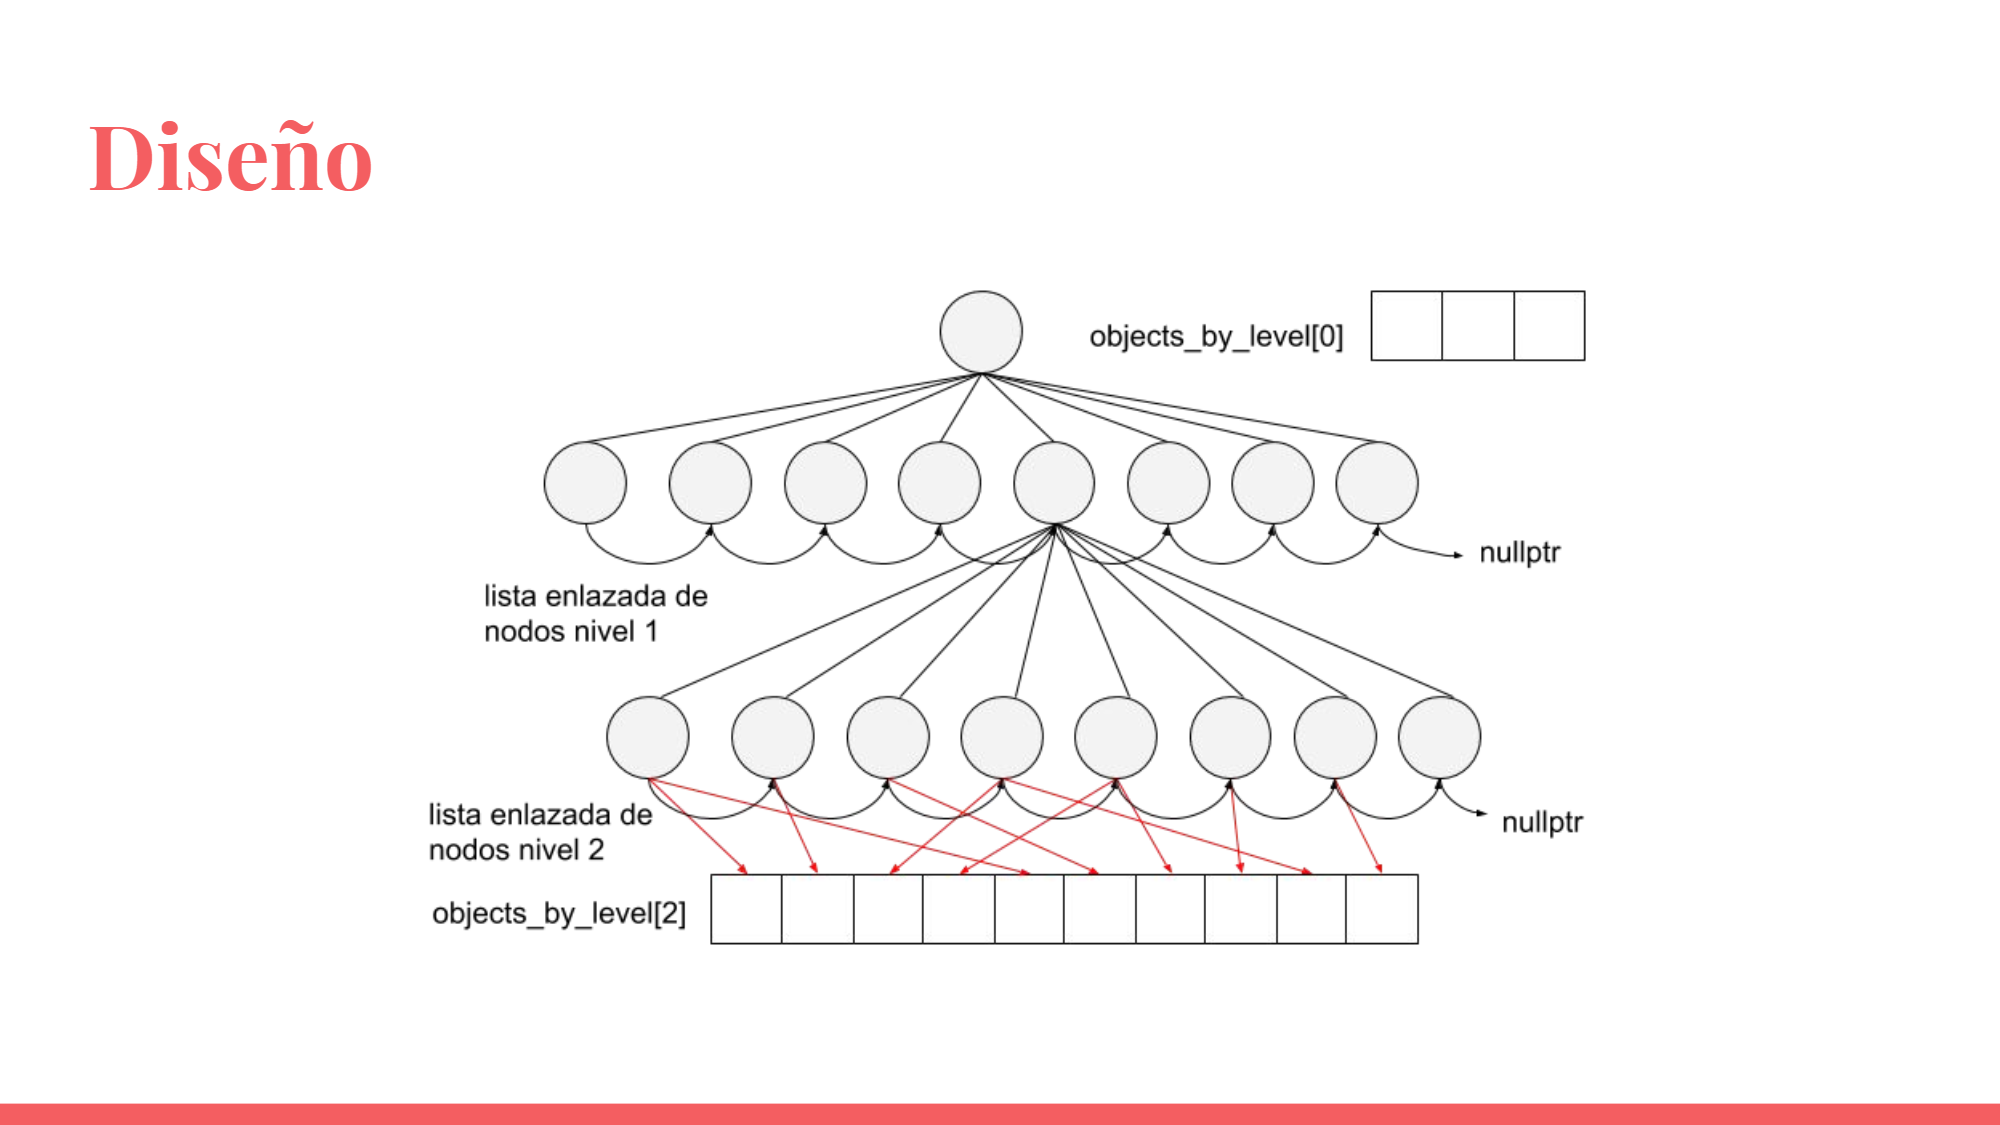 Diseño
objects_by_level[0]
nullptr
lista enlazada de
nodos nivel 1
lista enlazada de
nodos nivel 2
nullptr
objects_by_level[2]